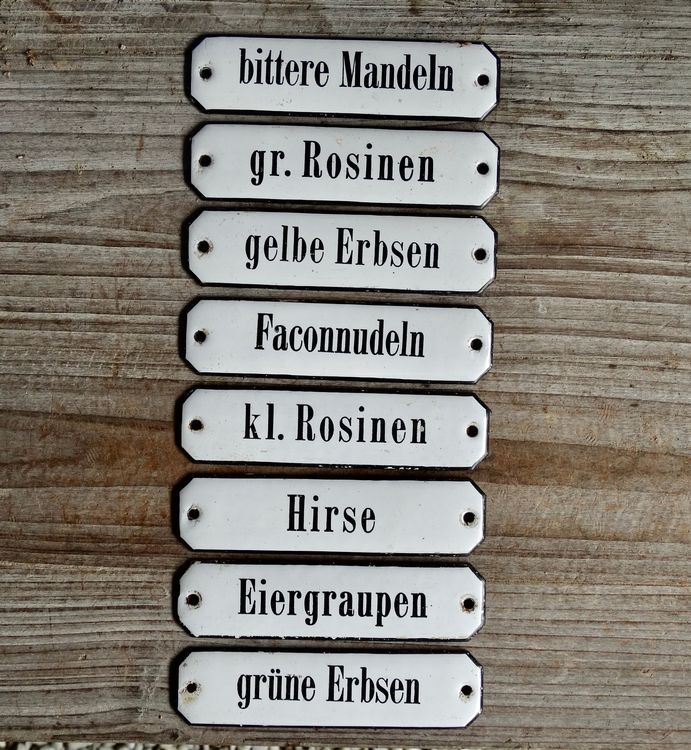 bittere Mandeln
gr. Rosinen
gelbe Erbsen
Faconnudeln
kl. Rosinen
Hirse
Eiergraupen
grüne Erbsen